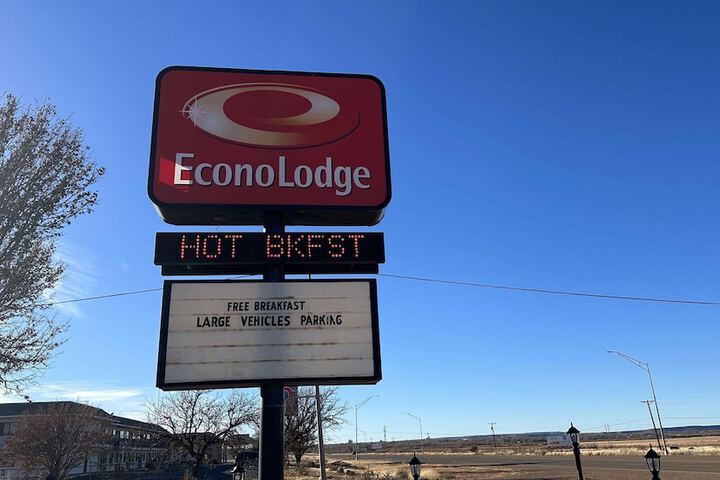 EconoLodge
HOT BKFST
FREE BREAKFAST
LARGE VEHICLES PARKING